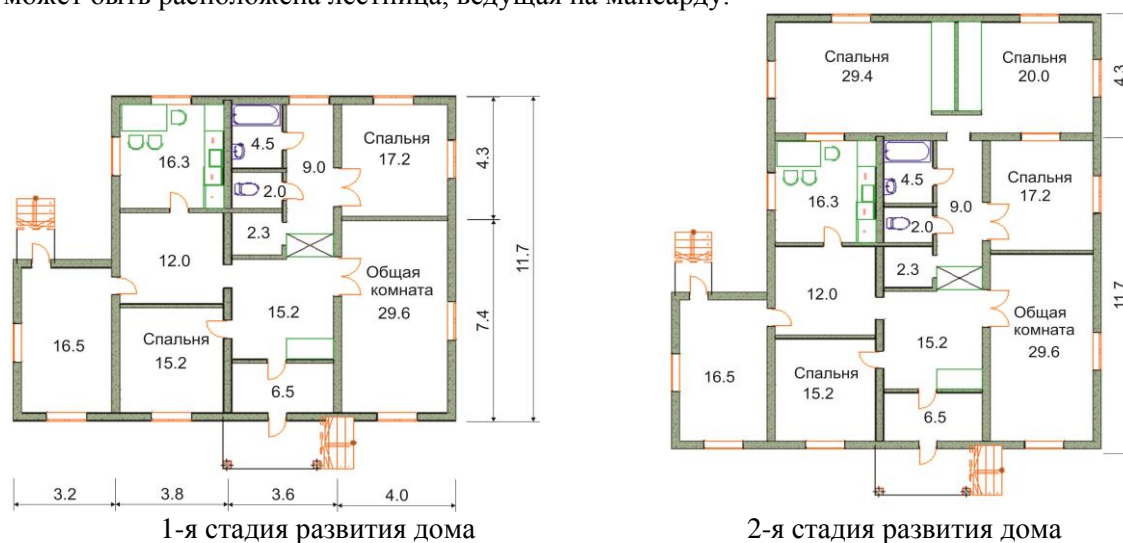 может быть расположена лестница, ведущая на мансарду.
16.3
4.5
9.0
Спальня
17.2
2.0
2.3
12.0
Общая
комната
29.6
15.2
16.5
Спальня
15.2
6.5
4.3
7.4
11.7
3.2
3.8
3.6
4.0
1-я стадия развития дома
Спальня
29.4
Спальня
20.0
4.3
16.3
4.5
9.0
Спальня
17.2
2.0
2.3
12.0
Общая
комната
29.6
15.2
16.5
Спальня
15.2
6.5
11.7
2-я стадия развития дома